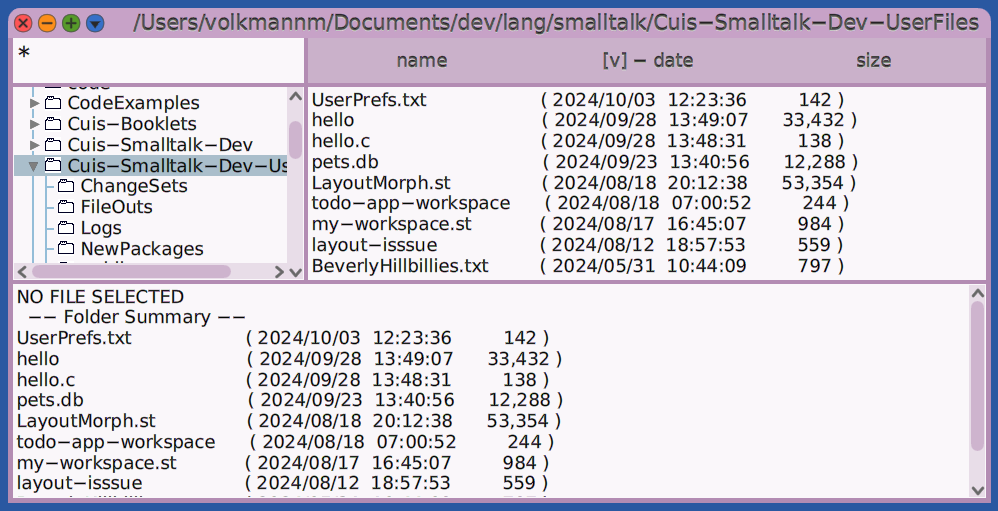 /Users/volkmannm/Documents/dev/lang/smalltalk/Cuis-Smalltalk-Dev-UserFiles
*
name [v] - date size
code
CodeExamples
Cuis-Booklets
Cuis-Smalltalk-Dev
Cuis-Smalltalk-Dev-Us
ChangeSets
FileOuts
Logs
NewPackages
UserPrefs.txt ( 2024/10/03 12:23:36 142 )
hello ( 2024/09/28 13:49:07 33,432 )
hello.c ( 2024/09/28 13:48:31 138 )
pets.db ( 2024/09/23 13:40:56 12,288 )
LayoutMorph.st ( 2024/08/18 20:12:38 53,354 )
todo-app-workspace ( 2024/08/18 07:00:52 244 )
my-workspace.st ( 2024/08/17 16:45:07 984 )
layout-isssue ( 2024/08/12 18:57:53 559 )
BeverlyHillbillies.txt ( 2024/05/31 10:44:09 797 )
NO FILE SELECTED
-- Folder Summary --
UserPrefs.txt ( 2024/10/03 12:23:36 142 )
hello ( 2024/09/28 13:49:07 33,432 )
hello.c ( 2024/09/28 13:48:31 138 )
pets.db ( 2024/09/23 13:40:56 12,288 )
LayoutMorph.st ( 2024/08/18 20:12:38 53,354 )
todo-app-workspace ( 2024/08/18 07:00:52 244 )
my-workspace.st ( 2024/08/17 16:45:07 984 )
layout-isssue ( 2024/08/12 18:57:53 559 )